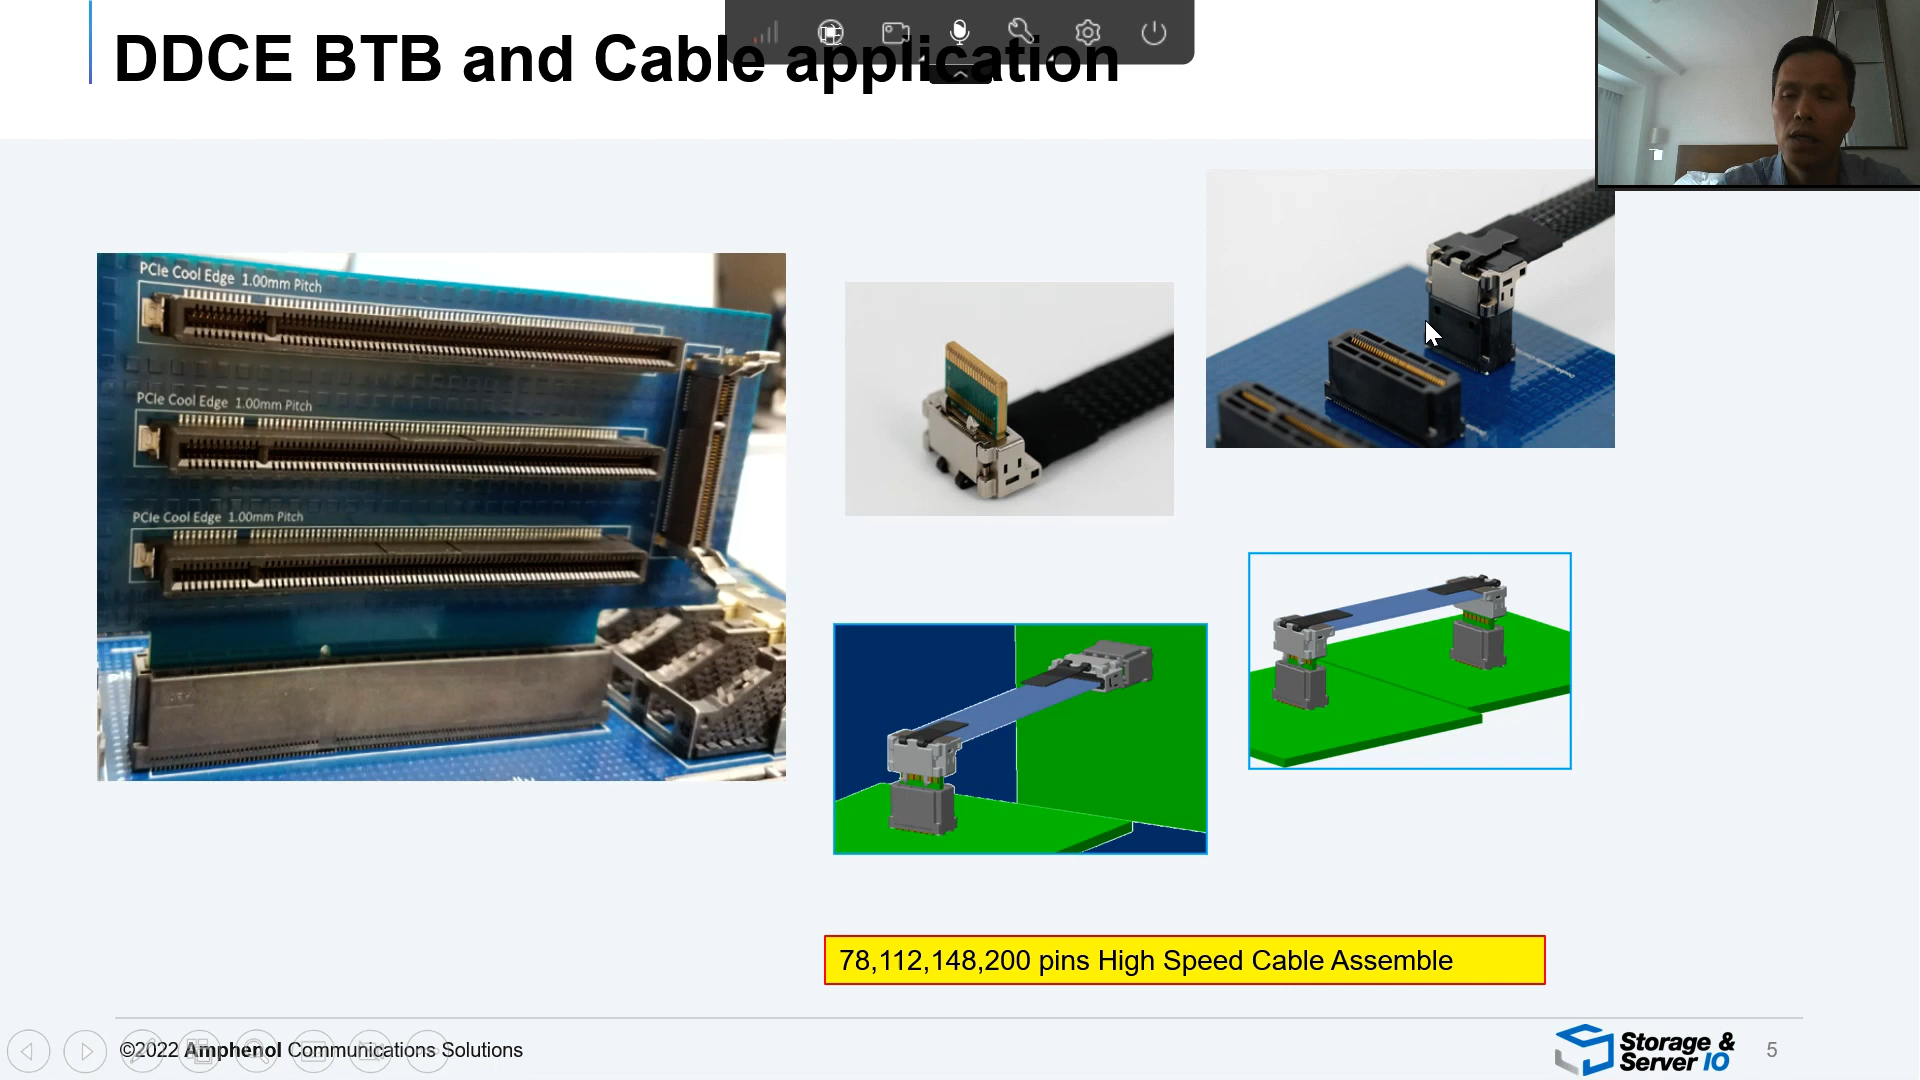 DDCE BTB and Cable application
PCIe Cool Edge 1.00mm Pitch
PCIe Cool Edge 1.00mm Pitch
PCIe Cool Edge 1.00mm Pitch
78,112,148,200 pins High Speed Cable Assemble
©2022 Amphenol Communications Solutions
Storage &
Server IO
5